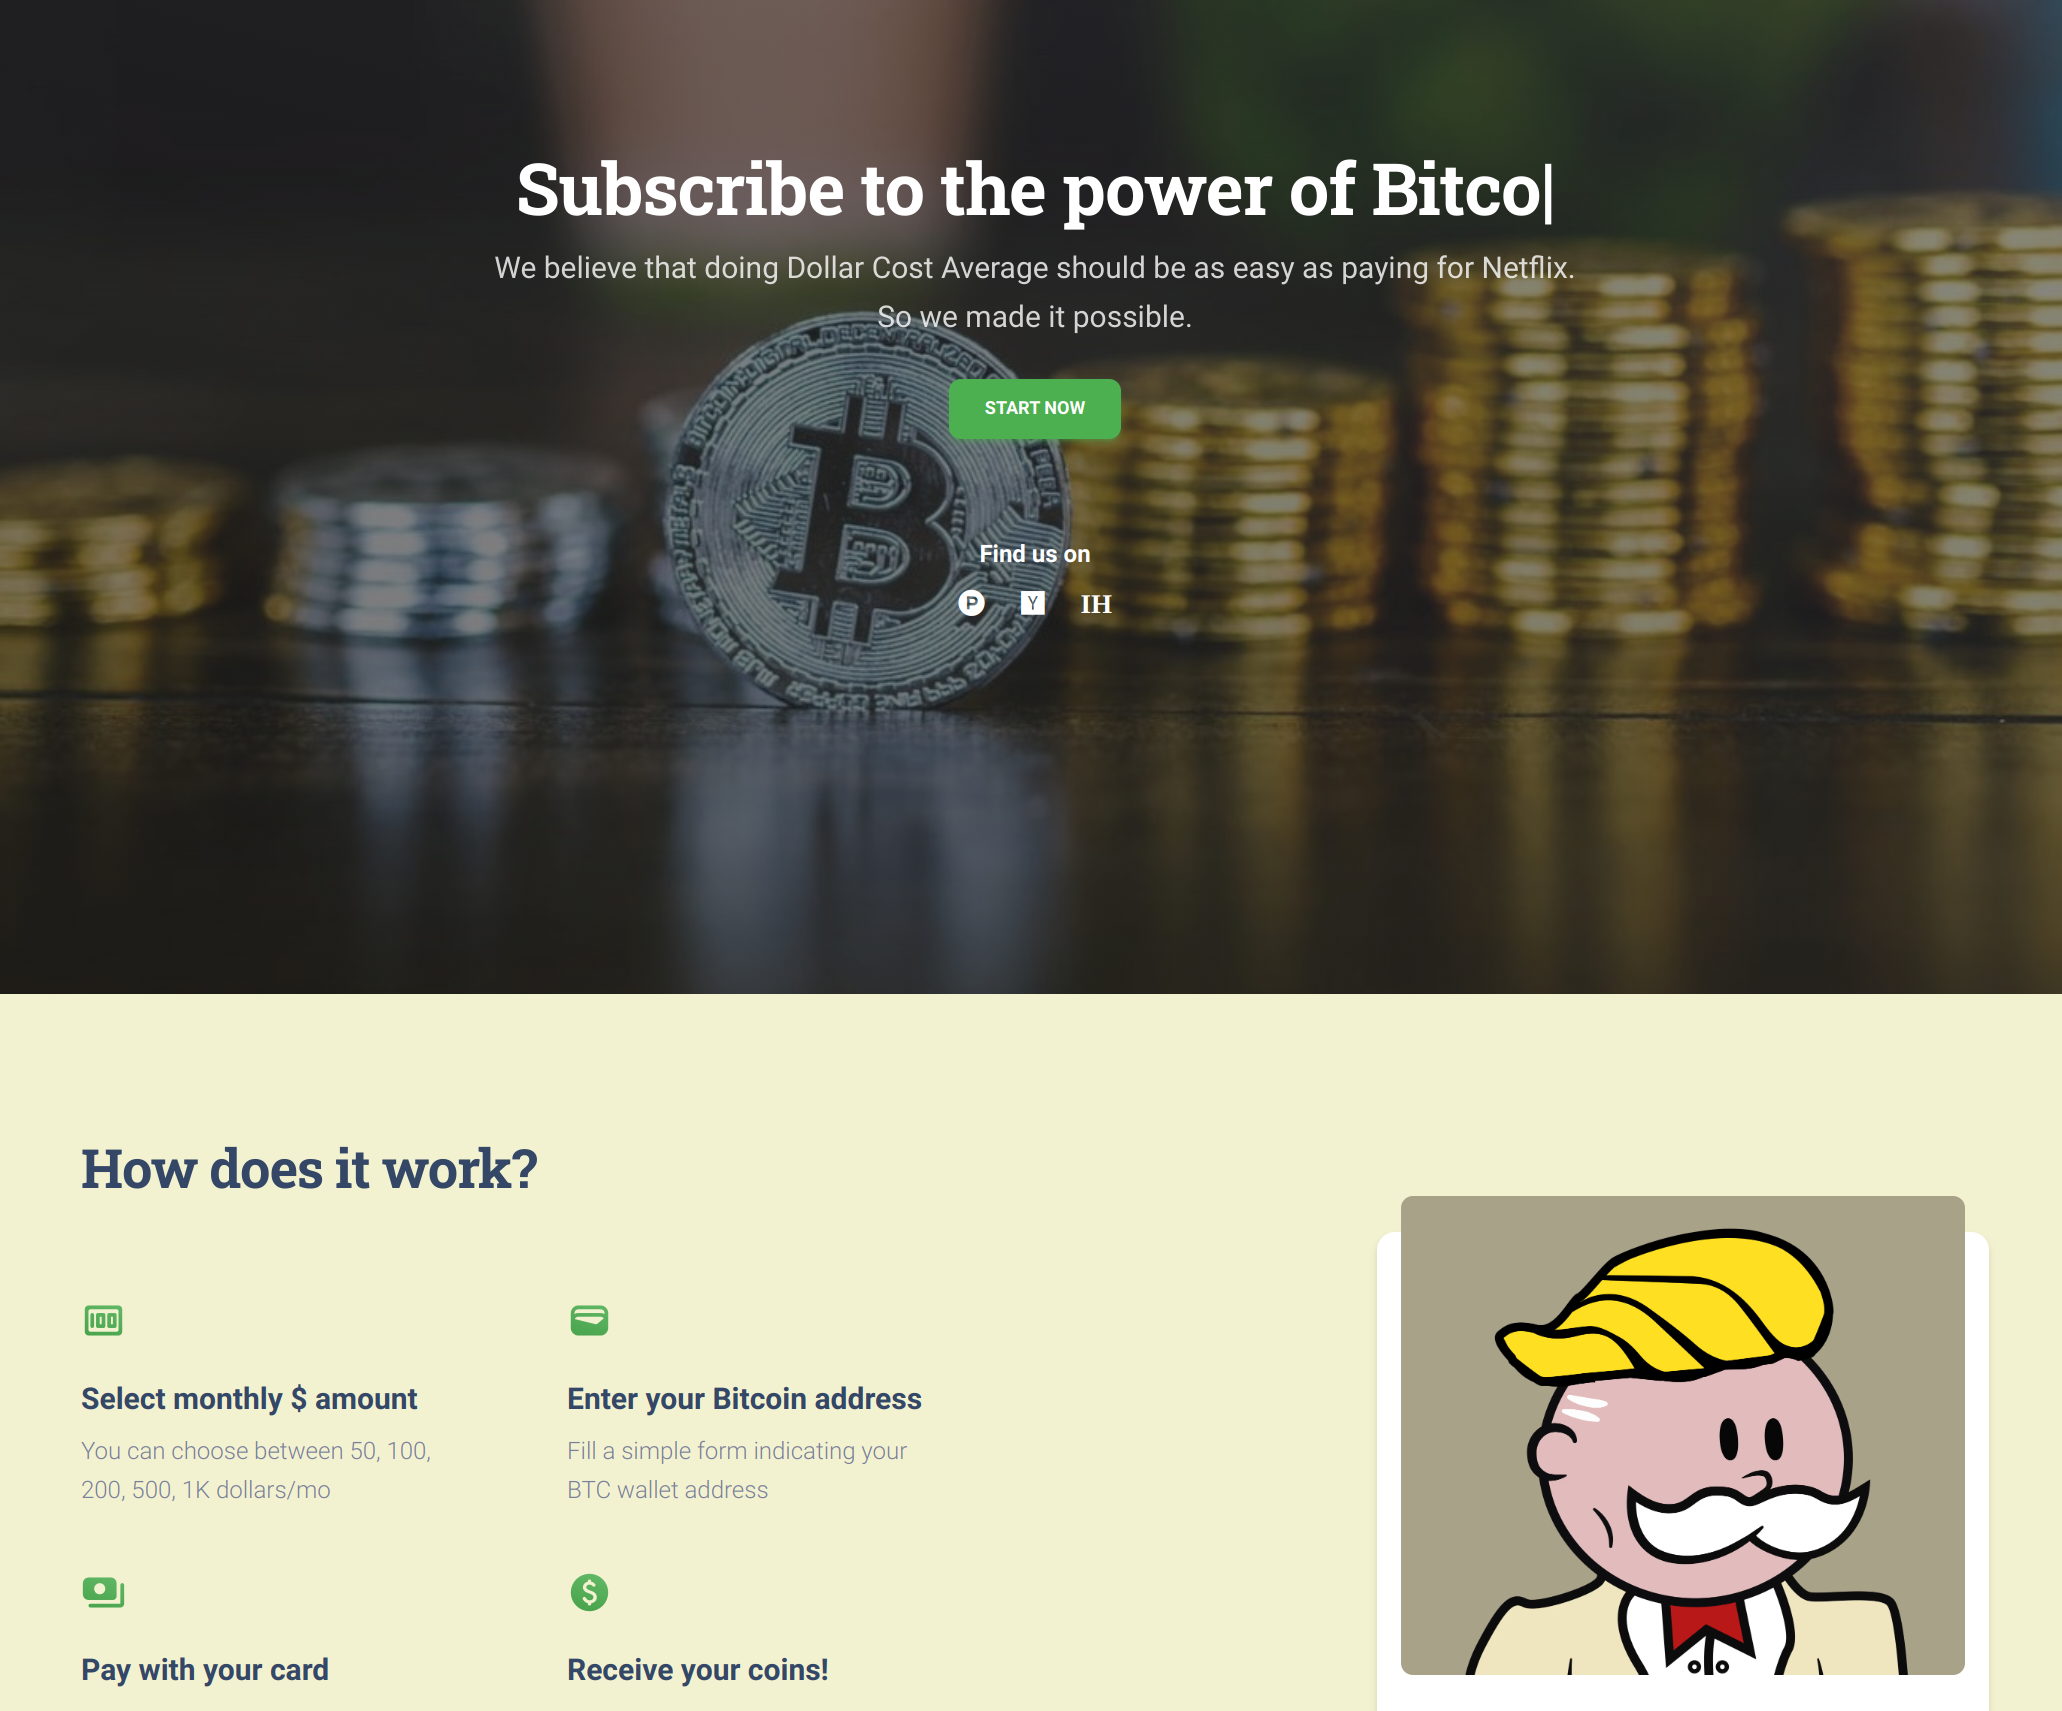 Subscribe to the power of Bitco|
We believe that doing Dollar Cost Average should be as easy as paying for Netflix.
So we made it possible.
START NOW
Find us on
P Y IH
How does it work?
100
Select monthly $ amount
Enter your Bitcoin address
You can choose between 50, 100,
200, 500, 1K dollars/mo
Fill a simple form indicating your
BTC wallet address
$
Pay with your card
Receive your coins!